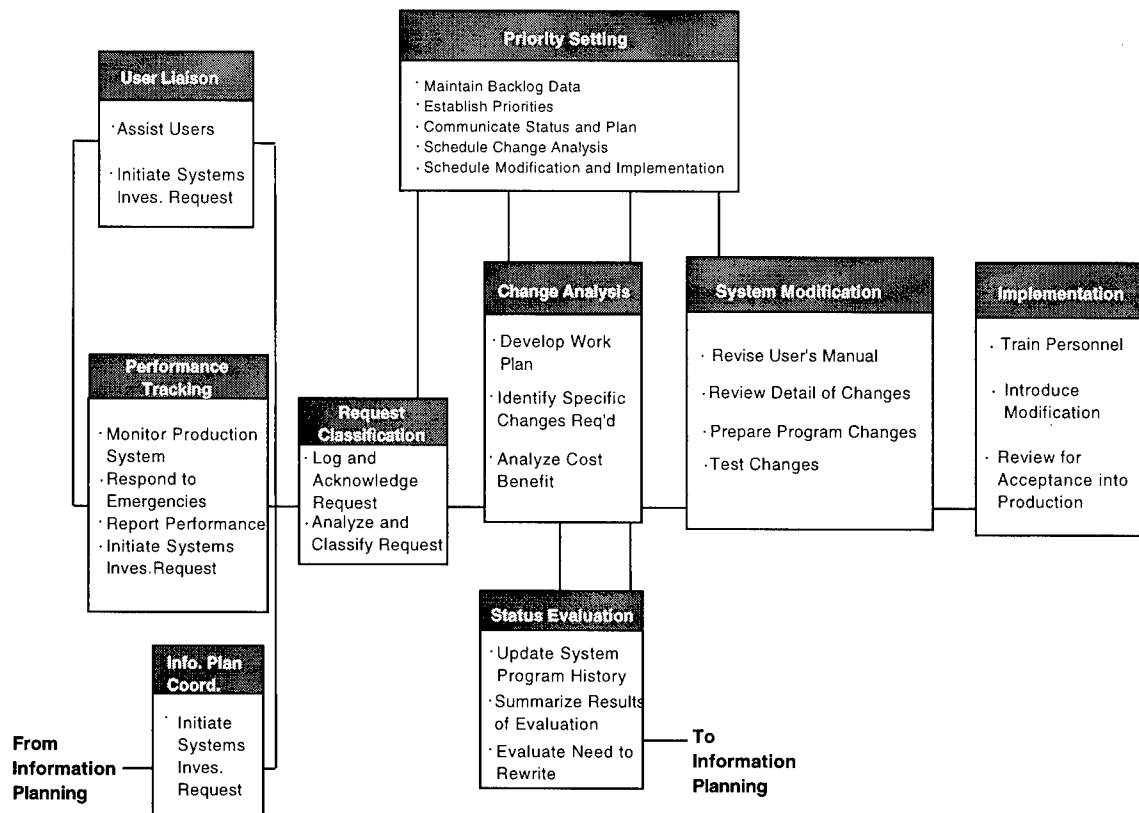 Priority Setting
· Maintain Backlog Data
· Establish Priorities
· Communicate Status and Plan
· Schedule Change Analysis
· Schedule Modification and Implementation
User Liaison
· Assist Users
· Initiate Systems
Inves. Request
Performance
Tracking
· Monitor Production
System
· Respond to
Emergencies
· Report Performance
· Initiate Systems
Inves.Request
Info. Plan
Coord.
· Initiate
Systems
Inves.
Request
From
Information
Planning
Request
Classification
· Log and
Acknowledge
Request
· Analyze and
Classify Request
Change Analysis
· Develop Work
Plan
· Identify Specific
Changes Req'd
· Analyze Cost
Benefit
System Modification
· Revise User's Manual
· Review Detail of Changes
· Prepare Program Changes
· Test Changes
Implementation
· Train Personnel
· Introduce
Modification
· Review for
Acceptance into
Production
Status Evaluation
· Update System
Program History
· Summarize Results
of Evaluation
· Evaluate Need to
Rewrite
To
Information
Planning